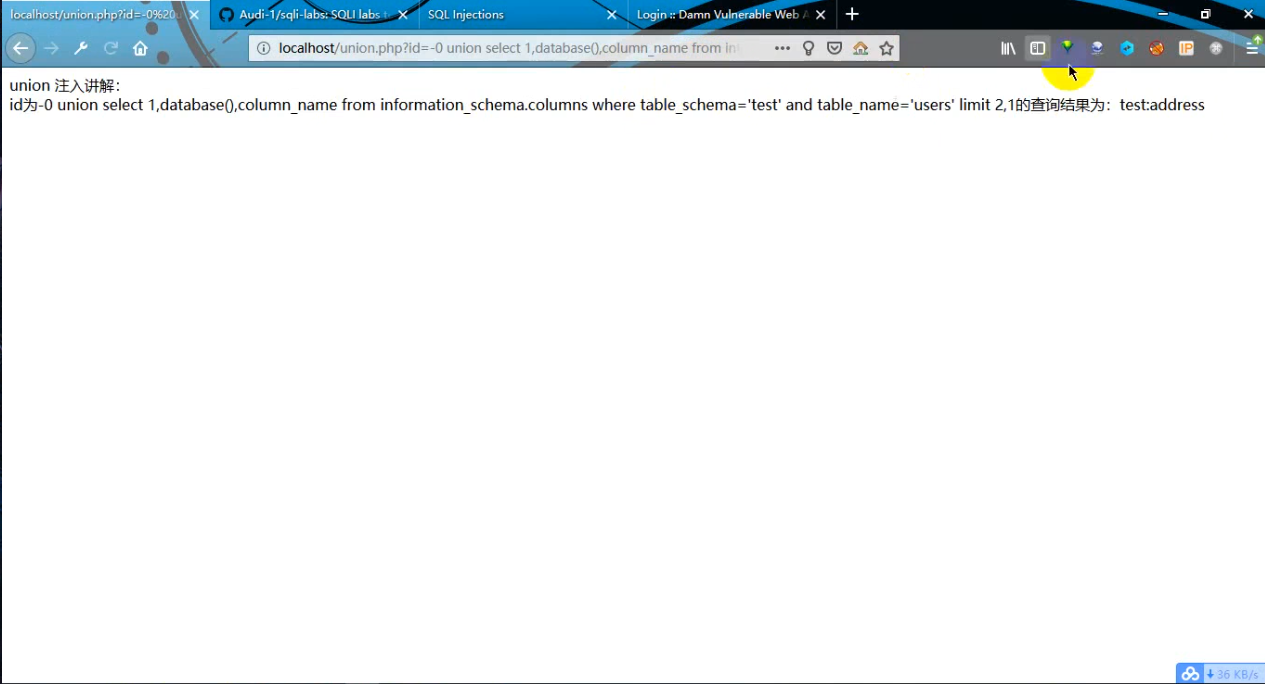 localhost/union.php?id=-0%20u
Audi-1/sqli-labs: SQLI labs t
SQL Injections
Login :: Damn Vulnerable Web A
localhost/union.php?id=-0 union select 1,database(),column_name from in
IP
union 注入讲解：
id为-0 union select 1,database(),column_name from information_schema.columns where table_schema='test' and table_name='users' limit 2,1的查询结果为：test:address
36 KB/s